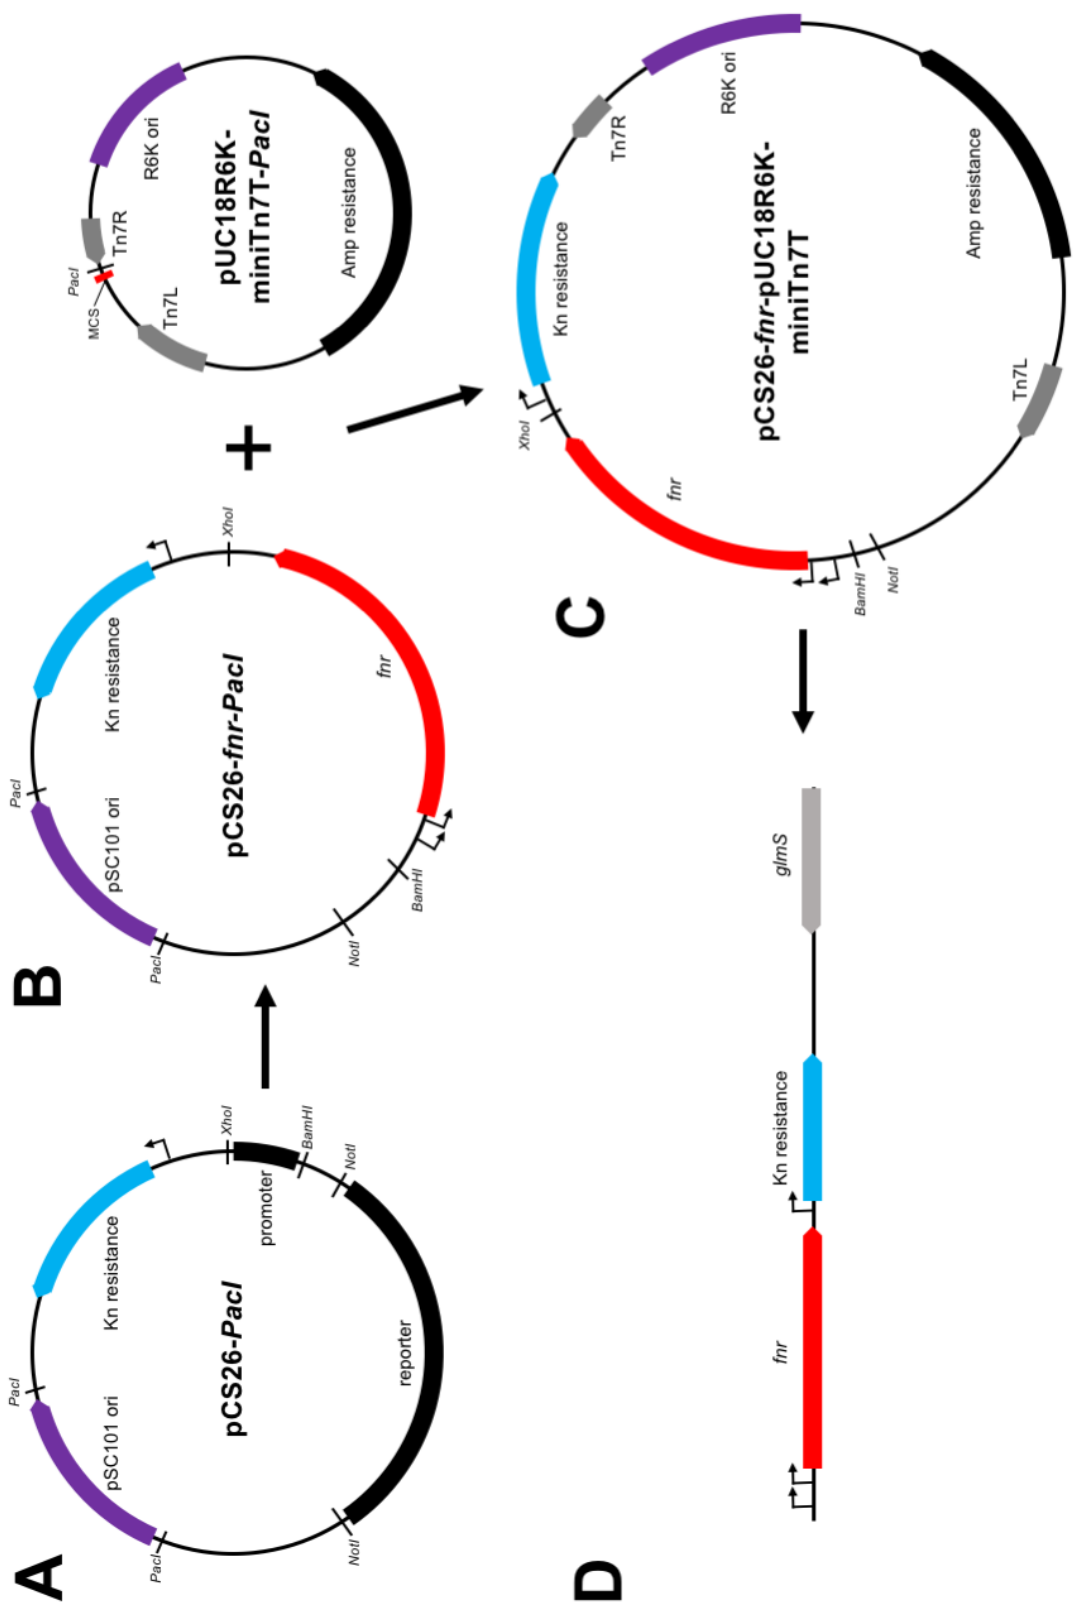 A
PacI
pSC101 ori
PacI
Kn resistance
XhoI
promoter
BamHI
NotI
reporter
NotI
pCS26-PacI
B
PacI
pSC101 ori
PacI
Kn resistance
XhoI
fnr
BamHI
NotI
pCS26-fnr-PacI
+
MCS
PacI
Tn7L
Tn7R
R6K ori
Amp resistance
pUC18R6K-
miniTn7T-PacI
C
XhoI
Kn resistance
Tn7R
R6K ori
Amp resistance
Tn7L
NotI
BamHI
fnr
pCS26-fnr-pUC18R6K-
miniTn7T
D
fnr
Kn resistance
glmS